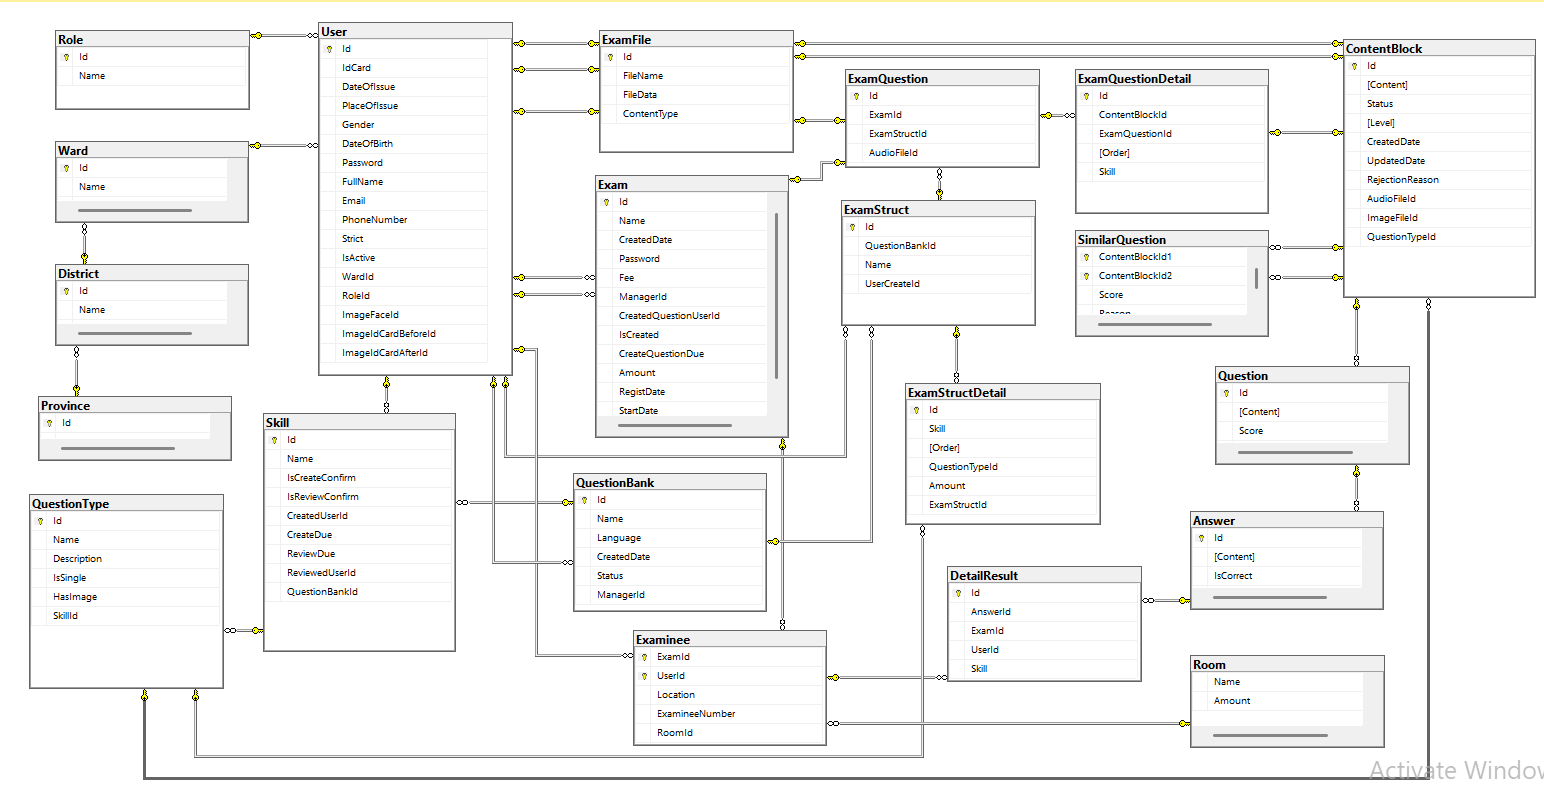 Role
Id
Name
User
Id
IdCard
DateOfIssue
PlaceOfIssue
Gender
DateOfBirth
Password
FullName
Email
PhoneNumber
Strict
IsActive
WardId
RoleId
ImageFaceId
ImageIdCardBeforeId
ImageIdCardAfterId
ExamFile
Id
FileName
FileData
ContentType
ContentBlock
Id
[Content]
Status
[Level]
CreatedDate
UpdatedDate
RejectionReason
AudioFileId
ImageFileId
QuestionTypeId
ExamQuestion
Id
ExamId
ExamStructId
AudioFileId
ExamQuestionDetail
Id
ContentBlockId
ExamQuestionId
[Order]
Skill
Ward
Id
Name
Exam
Id
Name
CreatedDate
Password
Fee
ManagerId
CreatedQuestionUserId
IsCreated
CreateQuestionDue
Amount
RegistDate
StartDate
ExamStruct
Id
QuestionBankId
Name
UserCreateId
SimilarQuestion
ContentBlockId1
ContentBlockId2
Score
Reason
District
Id
Name
Question
Id
[Content]
Score
ExamStructDetail
Id
Skill
[Order]
QuestionTypeId
Amount
ExamStructId
Province
Id
Skill
Id
Name
IsCreateConfirm
IsReviewConfirm
CreatedUserId
CreateDue
ReviewDue
ReviewedUserId
QuestionBankId
QuestionBank
Id
Name
Language
CreatedDate
Status
ManagerId
QuestionType
Id
Name
Description
IsSingle
HasImage
SkillId
Answer
Id
[Content]
IsCorrect
DetailResult
Id
AnswerId
ExamId
UserId
Skill
Examinee
ExamId
UserId
Location
ExamineeNumber
RoomId
Room
Name
Amount
Activate Window